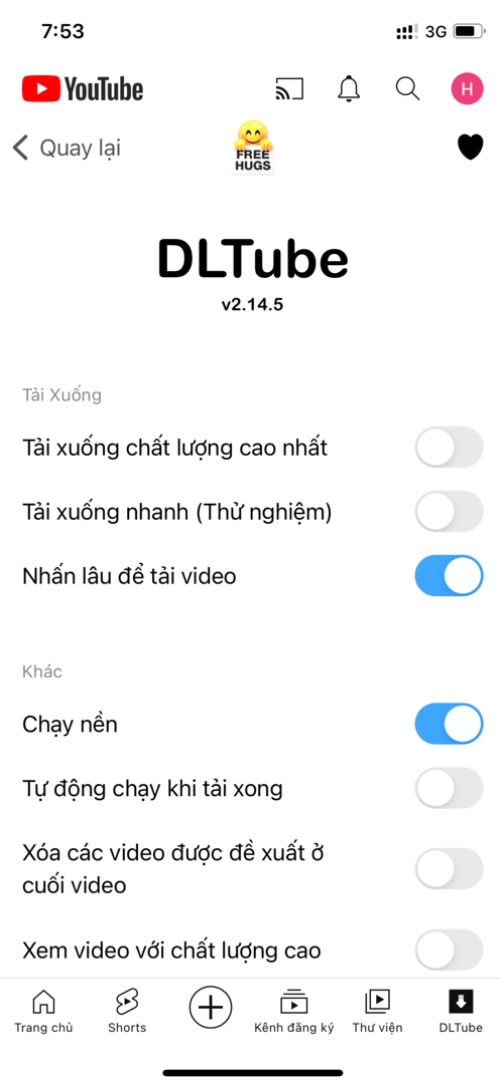 7:53
3G
YouTube
H
Quay lại
FREE
HUGS
DLTube
v2.14.5
Tải Xuống
Tải xuống chất lượng cao nhất
Tải xuống nhanh (Thử nghiệm)
Nhấn lâu để tải video
Khác
Chạy nền
Tự động chạy khi tải xong
Xóa các video được đề xuất ở
cuối video
Xem video với chất lượng cao
Trang chủ
Shorts
Kênh đăng ký
Thư viện
DLTube